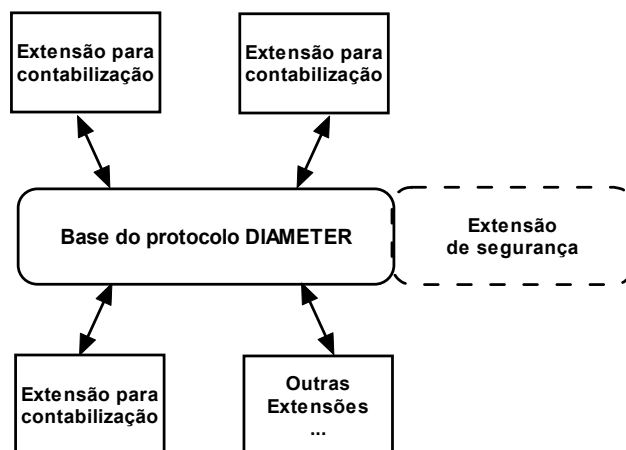 Extensão para
contabilização
Extensão para
contabilização
Base do protocolo DIAMETER
Extensão
de segurança
Extensão para
contabilização
Outras
Extensões
...